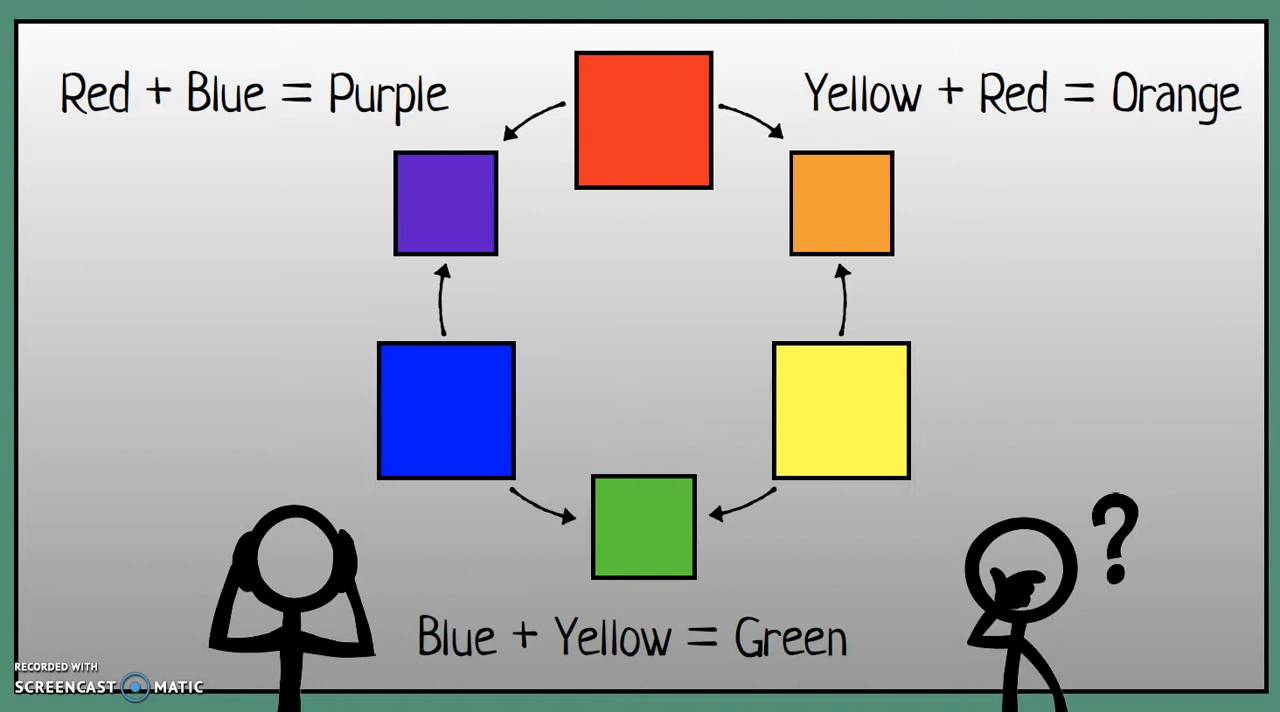 Red + Blue = Purple
Yellow + Red = Orange
?
Blue + Yellow = Green
RECORDED WITH
SCREENCAST MATIC